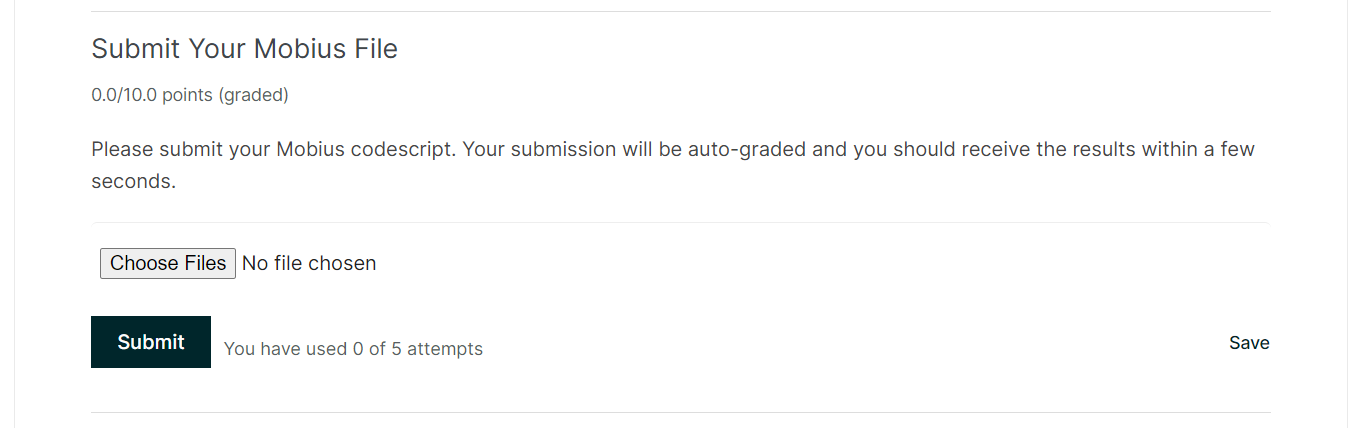 Submit Your Mobius File
0.0/10.0 points (graded)
Please submit your Mobius codescript. Your submission will be auto-graded and you should receive the results within a few
seconds.
Choose Files No file chosen
Submit You have used 0 of 5 attempts Save